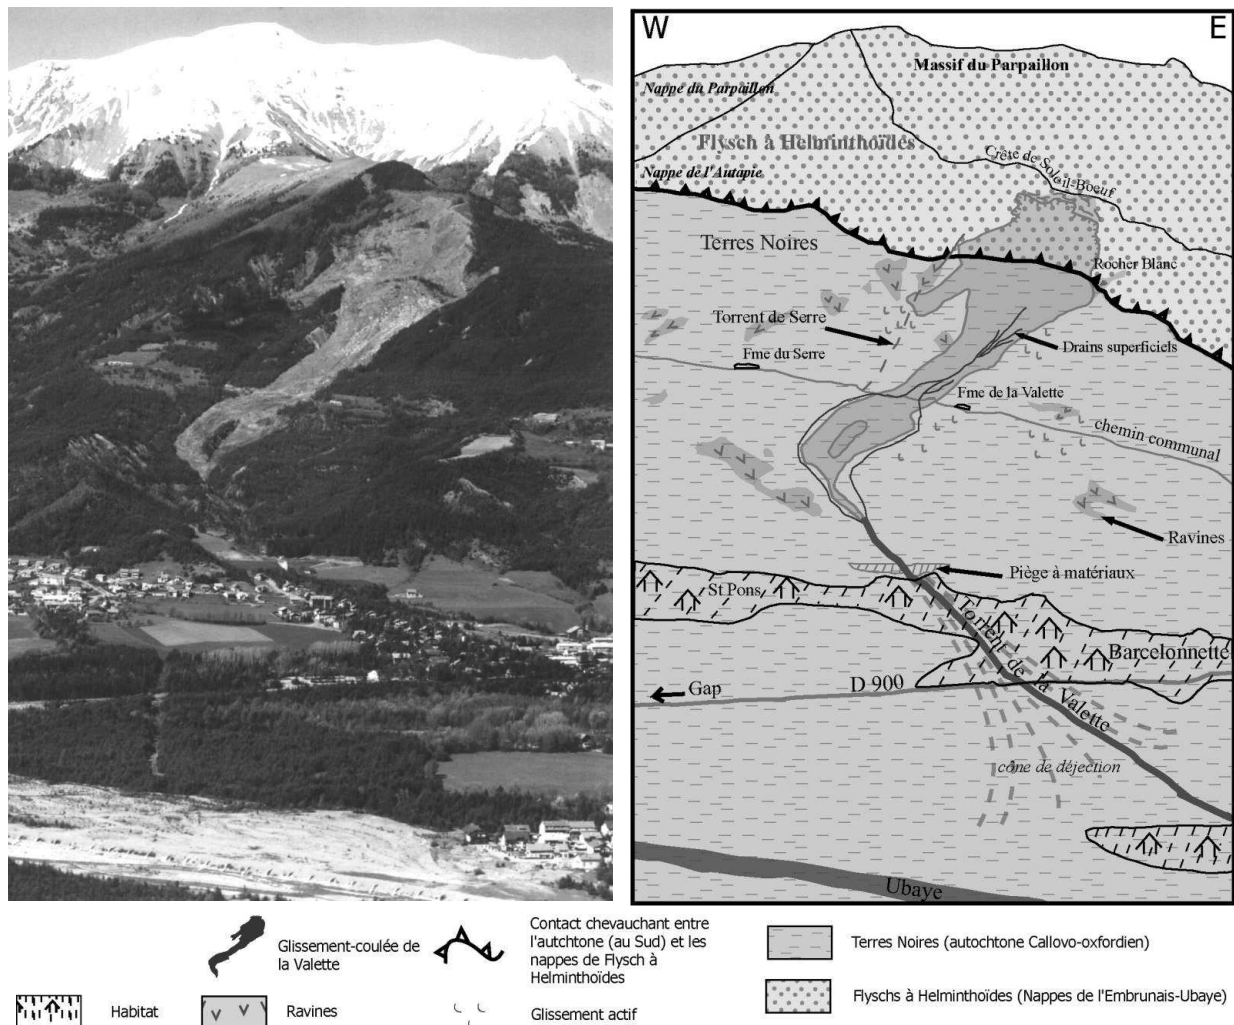 W
E
Massif du Parpaillon
Nappe du Parpaillon
Flysch à Helminthoïdes
Crête de Soleil-Boeuf
Nappe de l'Autapie
Terres Noires
Rocher Blanc
Torrent de Serre
Drains superficiels
Fme du Serre
Fme de la Valette
chemin communal
Ravines
Piège à matériaux
St Pons
Torrent de la Valette
Barcelonnette
D 900
Gap
cône de déjection
Ubaye
Glissement-coulée de
la Valette
Contact chevauchant entre
l'autchtone (au Sud) et les
nappes de Flysch à
Helminthoïdes
Terres Noires (autochtone Callovo-oxfordien)
Habitat
Ravines
Glissement actif
Flyschs à Helminthoïdes (Nappes de l'Embrunais-Ubaye)